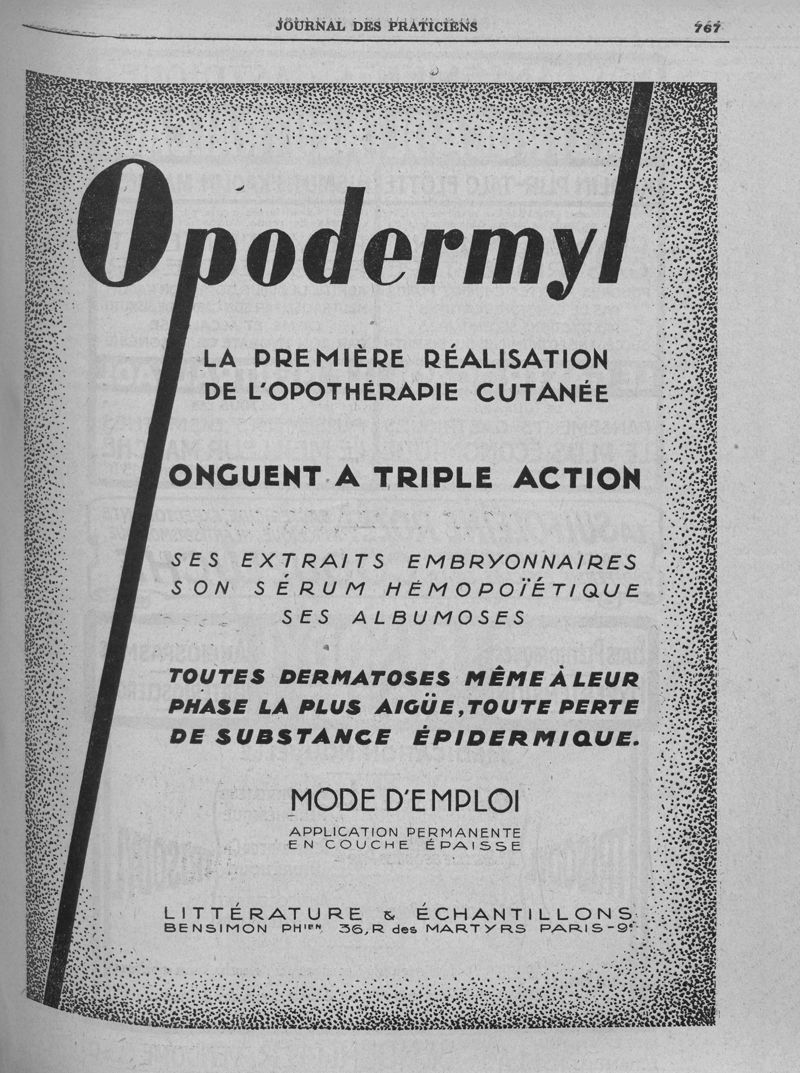 JOURNAL DES PRATICIENS 767
Opodermyl
LA PREMIÈRE RÉALISATION
DE L'OPOTHÉRAPIE CUTANÉE
ONGUENT A TRIPLE ACTION
SES EXTRAITS EMBRYONNAIRES
SON SÉRUM HÉMOPOÏÉTIQUE
SES ALBUMOSES
TOUTES DERMATOSES MÊME À LEUR
PHASE LA PLUS AIGÜE, TOUTE PERTE
DE SUBSTANCE ÉPIDERMIQUE.
MODE D'EMPLOI
APPLICATION PERMANENTE
EN COUCHE ÉPAISSE
LITTÉRATURE & ÉCHANTILLONS
BENSIMON PHIEN 36, R des MARTYRS PARIS-9e